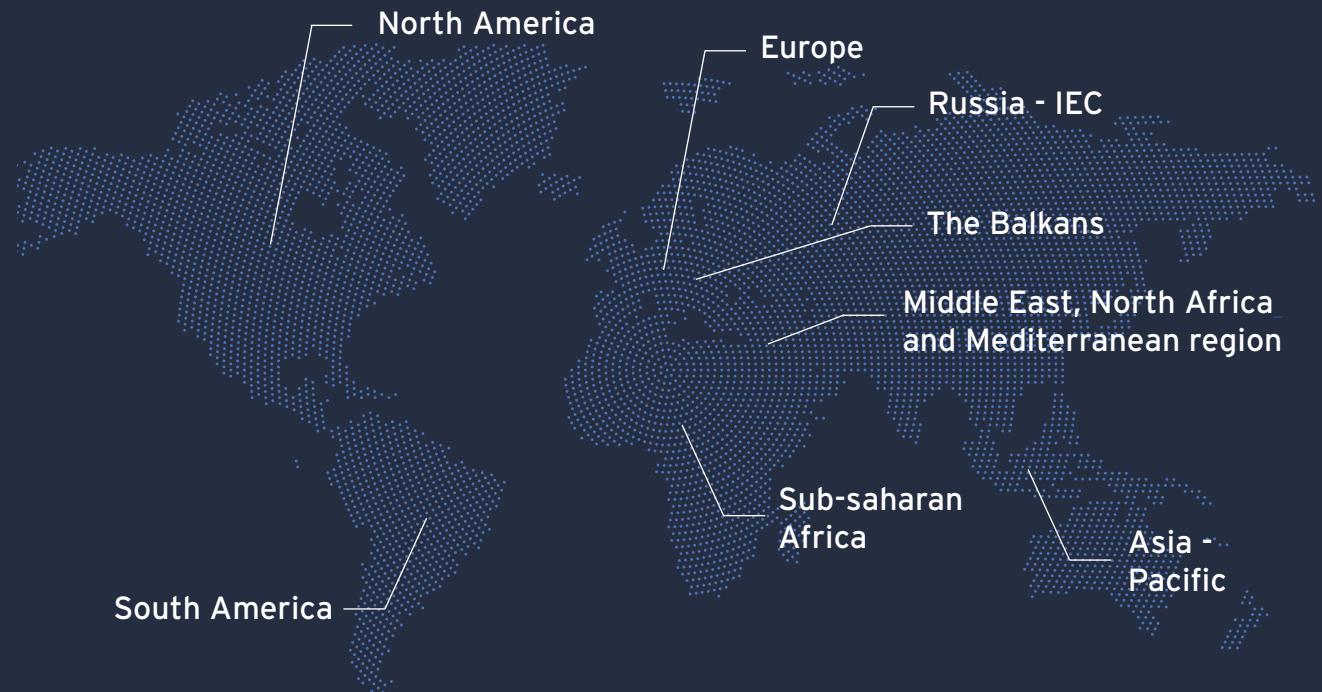 North America
Europe
Russia - IEC
The Balkans
Middle East, North Africa
and Mediterranean region
Sub-saharan
Africa
Asia -
Pacific
South America